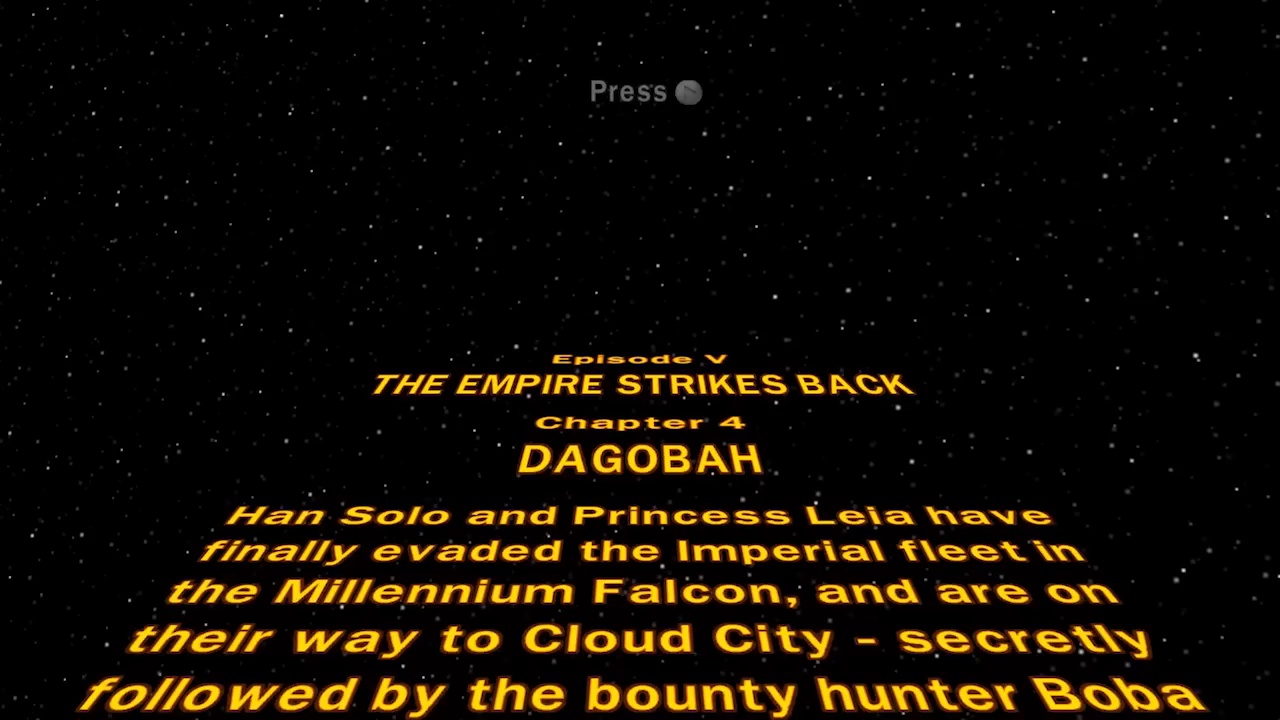 Press
Episode V
THE EMPIRE STRIKES BACK
Chapter 4
DAGOBAH
Han Solo and Princess Leia have
finally evaded the Imperial fleet in
the Millennium Falcon, and are on
their way to Cloud City - secretly
followed by the bounty hunter Boba